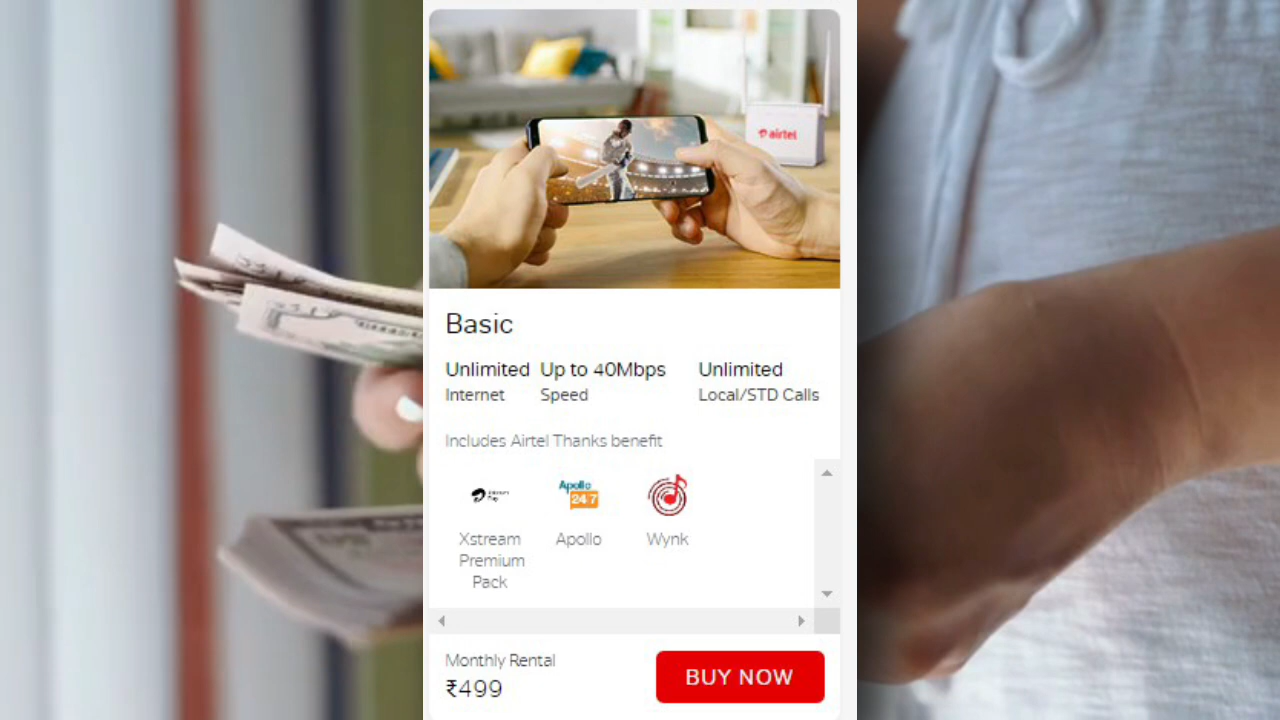 airtel
Basic
Unlimited Up to 40Mbps Unlimited
Internet Speed Local/STD Calls
Includes Airtel Thanks benefit
Apollo
24 7
Xstream Apollo Wynk
Premium
Pack
Monthly Rental
₹499
BUY NOW